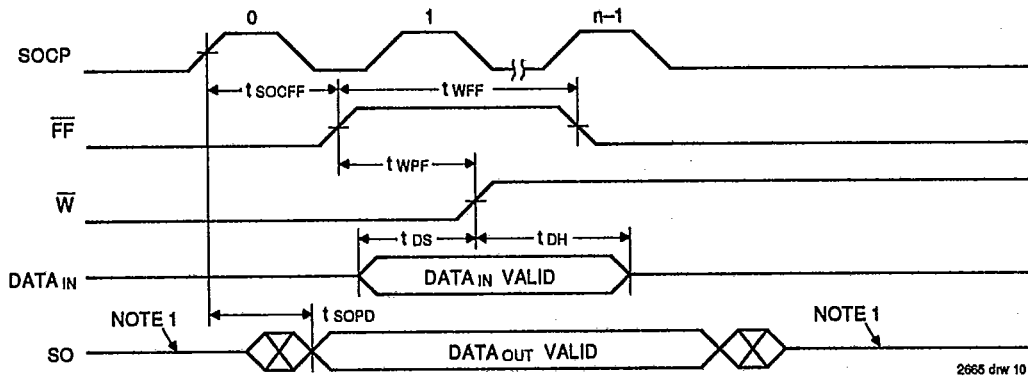 0 1 n–1
SOCP
t SOCFF t WFF
FF
t WPF
W
t DS t DH
DATA IN DATA IN VALID
NOTE 1 t SOPD NOTE 1
SO DATA OUT VALID
2665 drw 10